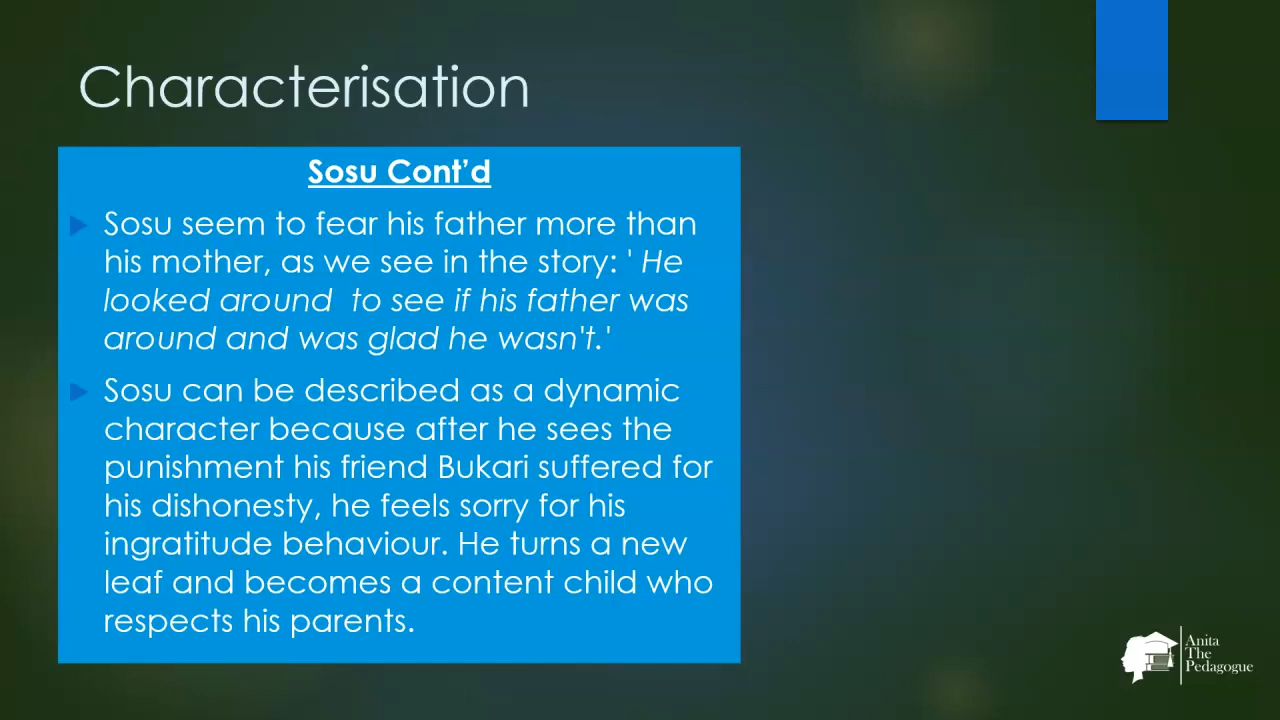 Characterisation
Sosu Cont'd
Sosu seem to fear his father more than
his mother, as we see in the story: ' He
looked around  to see if his father was
around and was glad he wasn't.'
Sosu can be described as a dynamic
character because after he sees the
punishment his friend Bukari suffered for
his dishonesty, he feels sorry for his
ingratitude behaviour. He turns a new
leaf and becomes a content child who
respects his parents.
Anita
The
Pedagogue